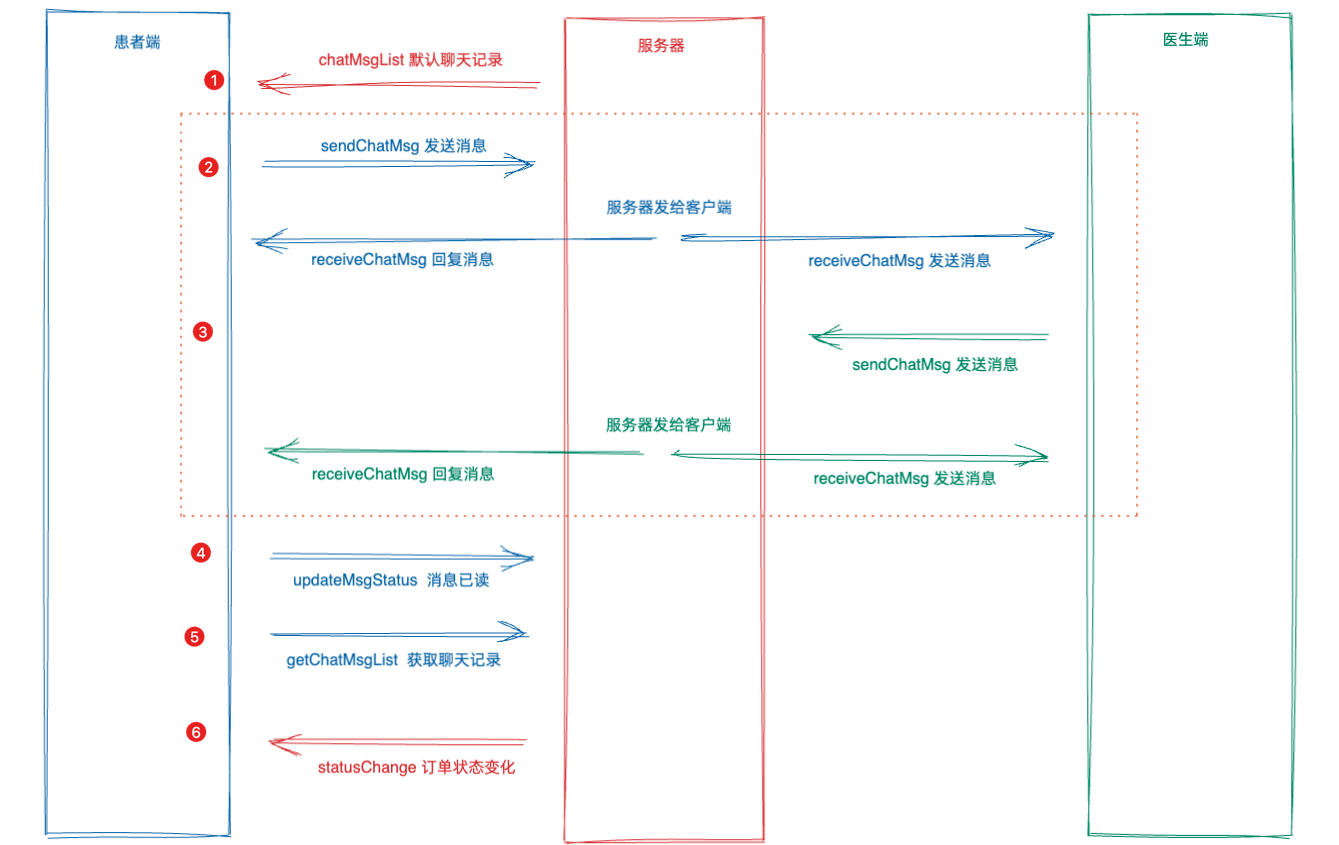 患者端
服务器
医生端
chatMsgList 默认聊天记录
1
sendChatMsg 发送消息
2
服务器发给客户端
receiveChatMsg 回复消息
receiveChatMsg 发送消息
3
sendChatMsg 发送消息
服务器发给客户端
receiveChatMsg 回复消息
receiveChatMsg 发送消息
4
updateMsgStatus 消息已读
5
getChatMsgList 获取聊天记录
6
statusChange 订单状态变化